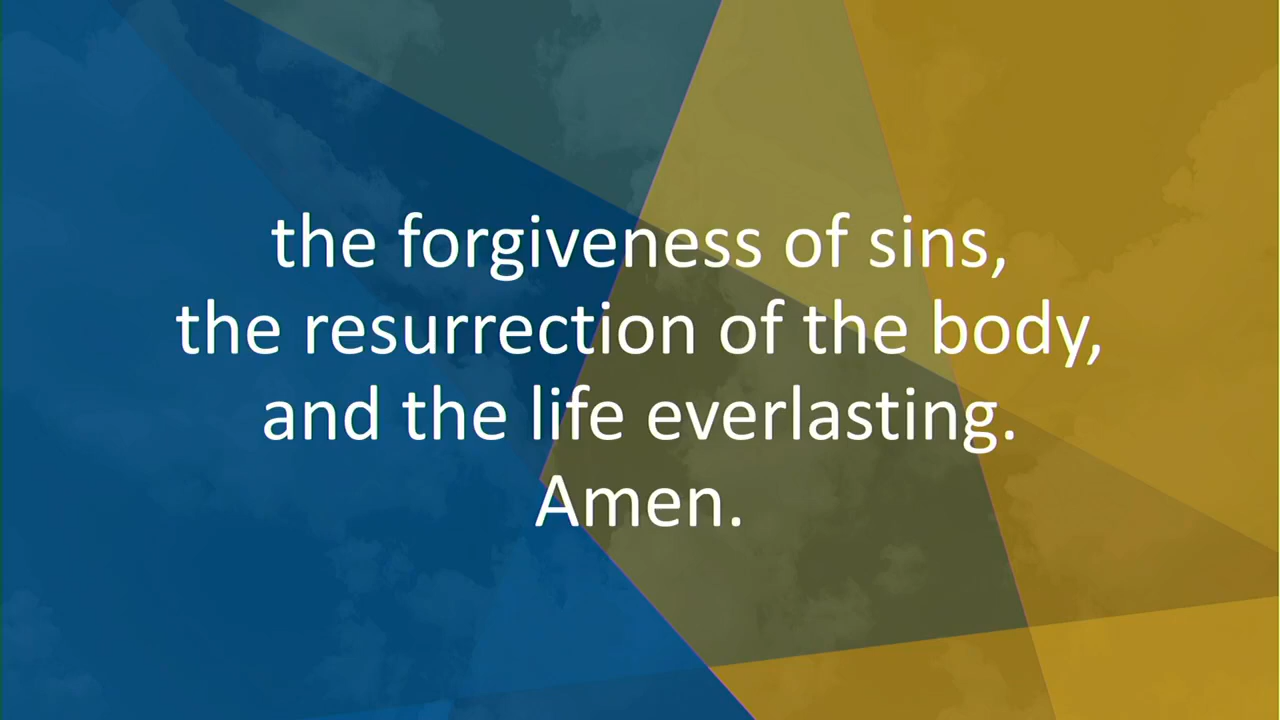 the forgiveness of sins,
the resurrection of the body,
and the life everlasting.
Amen.